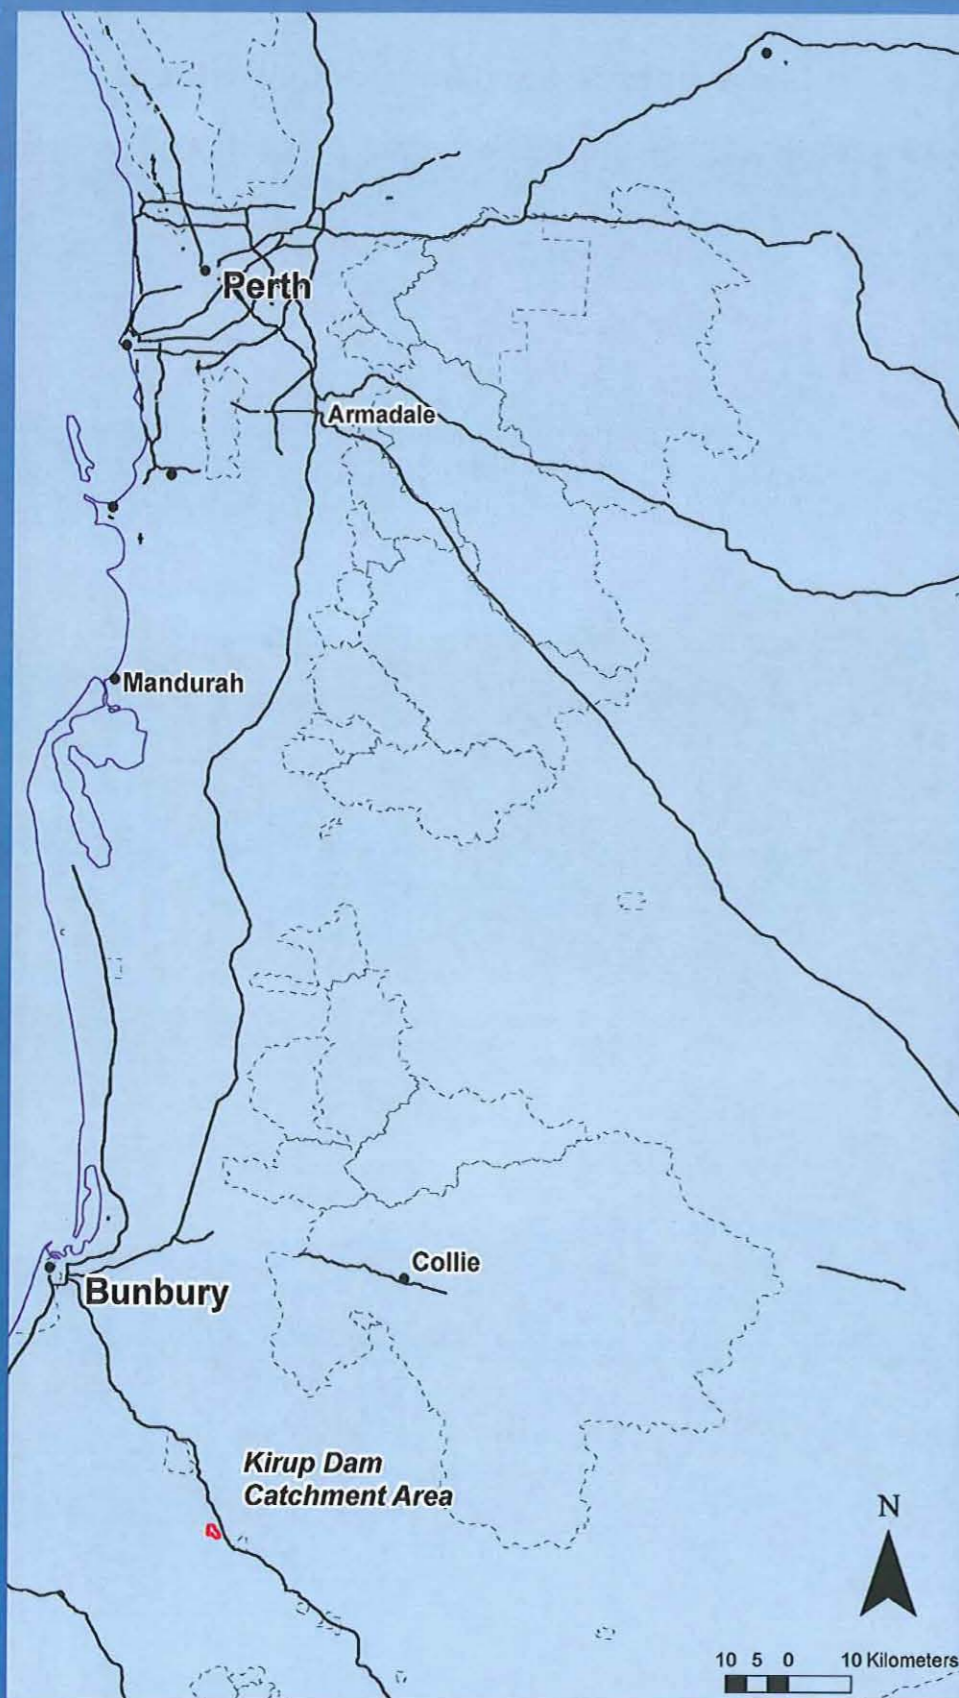 Perth
Armadale
Mandurah
Collie
Bunbury
Kirup Dam
Catchment Area
N
10 5 0 10 Kilometers